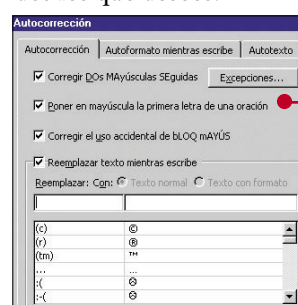 Autocorrección
Autocorrección Autoformato mientras escribe Autotexto
Corregir DOs MAyúsculas SEguidas Excepciones...
Poner en mayúscula la primera letra de una oración
Corregir el uso accidental de bLOQ mAYÚS
Reemplazar texto mientras escribe
Reemplazar: Con: Texto normal Texto con formato
(c) ©
(r) ®
(tm) ™
... ...
:( ☹
:-( ☹